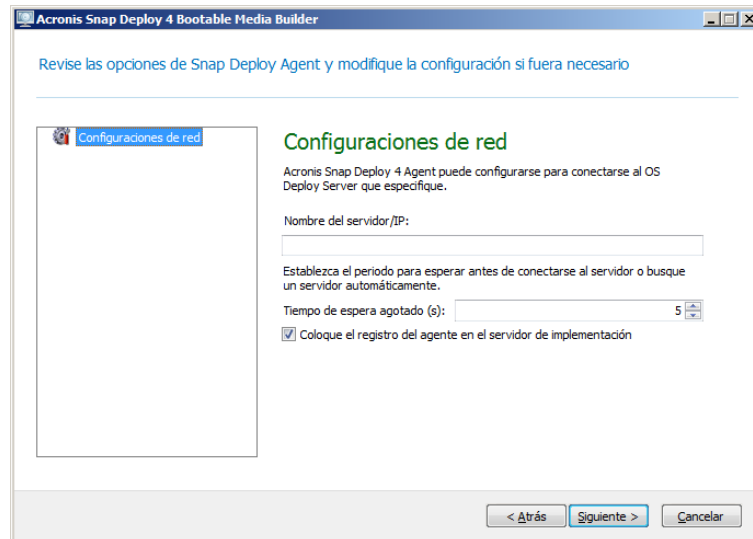 Acronis Snap Deploy 4 Bootable Media Builder
Revise las opciones de Snap Deploy Agent y modifique la configuración si fuera necesario
Configuraciones de red
Configuraciones de red
Acronis Snap Deploy 4 Agent puede configurarse para conectarse al OS
Deploy Server que especifique.
Nombre del servidor/IP:
Establezca el periodo para esperar antes de conectarse al servidor o busque
un servidor automáticamente.
Tiempo de espera agotado (s): 5
Coloque el registro del agente en el servidor de implementación
< Atrás Siguiente > Cancelar